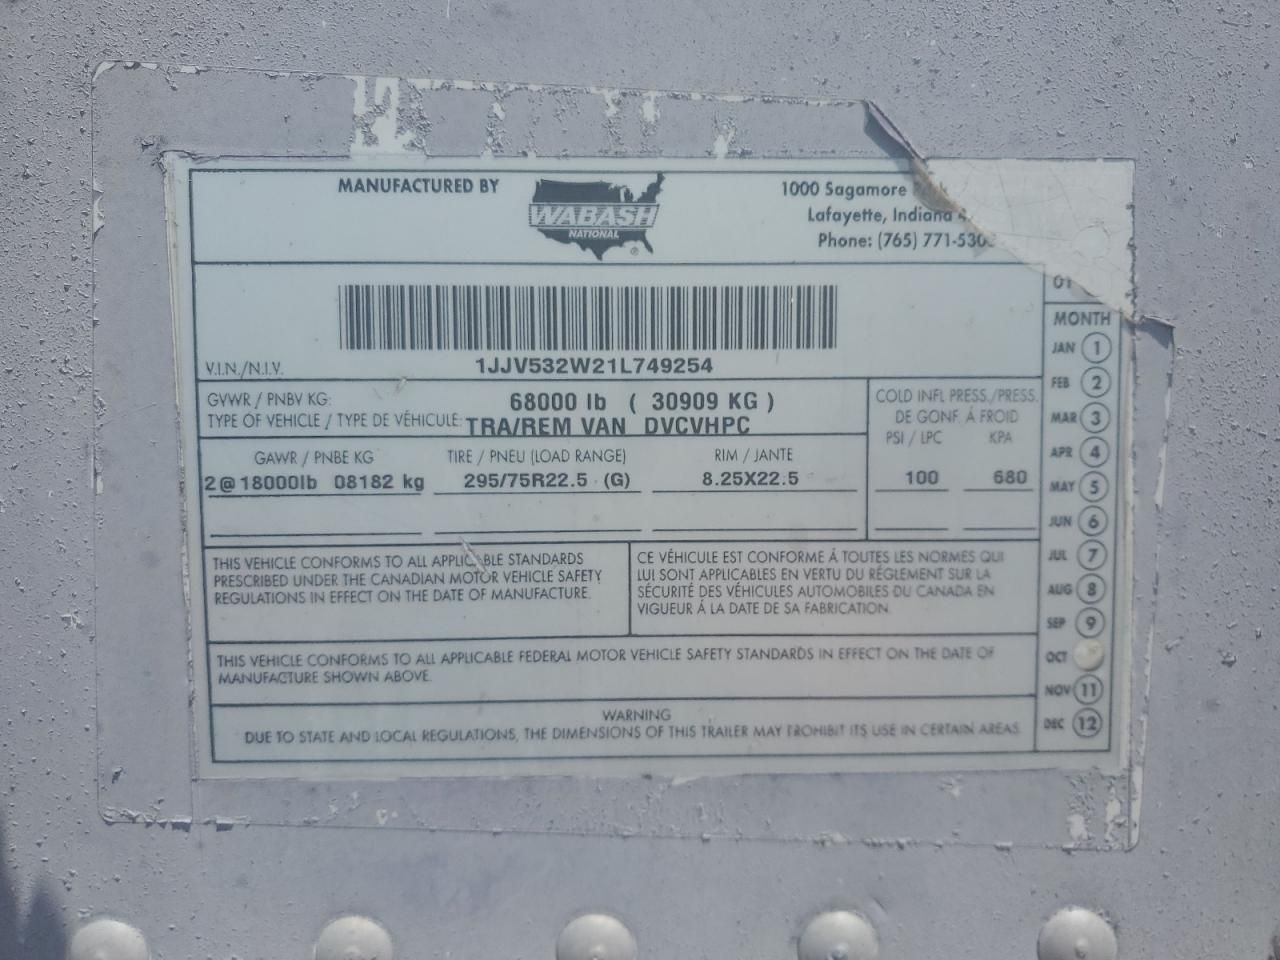 MANUFACTURED BY
WABASH
NATIONAL
®
1000 Sagamore
Lafayette, Indiana
Phone: (765) 771-530
01
V.I.N./N.I.V.
1JJV532W21L749254
GVWR / PNBV KG: 68000 lb ( 30909 KG )
TYPE OF VEHICLE / TYPE DE VÉHICULE: TRA/REM VAN DVCVHPC
COLD INFL PRESS./PRESS.
DE GONF. Á FROID
PSI / LPC KPA
100 680
GAWR / PNBE KG TIRE / PNEU (LOAD RANGE) RIM / JANTE
2@18000lb 08182 kg 295/75R22.5 (G) 8.25X22.5
THIS VEHICLE CONFORMS TO ALL APPLICABLE STANDARDS
PRESCRIBED UNDER THE CANADIAN MOTOR VEHICLE SAFETY
REGULATIONS IN EFFECT ON THE DATE OF MANUFACTURE.
CE VÉHICULE EST CONFORME Á TOUTES LES NORMES QUI
LUI SONT APPLICABLES EN VERTU DU RÉGLEMENT SUR LA
SÉCURITÉ DES VÉHICULES AUTOMOBILES DU CANADA EN
VIGUEUR Á LA DATE DE SA FABRICATION.
THIS VEHICLE CONFORMS TO ALL APPLICABLE FEDERAL MOTOR VEHICLE SAFETY STANDARDS IN EFFECT ON THE DATE OF
MANUFACTURE SHOWN ABOVE.
WARNING
DUE TO STATE AND LOCAL REGULATIONS, THE DIMENSIONS OF THIS TRAILER MAY PROHIBIT ITS USE IN CERTAIN AREAS.
MONTH
JAN 1
FEB 2
MAR 3
APR 4
MAY 5
JUN 6
JUL 7
AUG 8
SEP 9
OCT
NOV 11
DEC 12